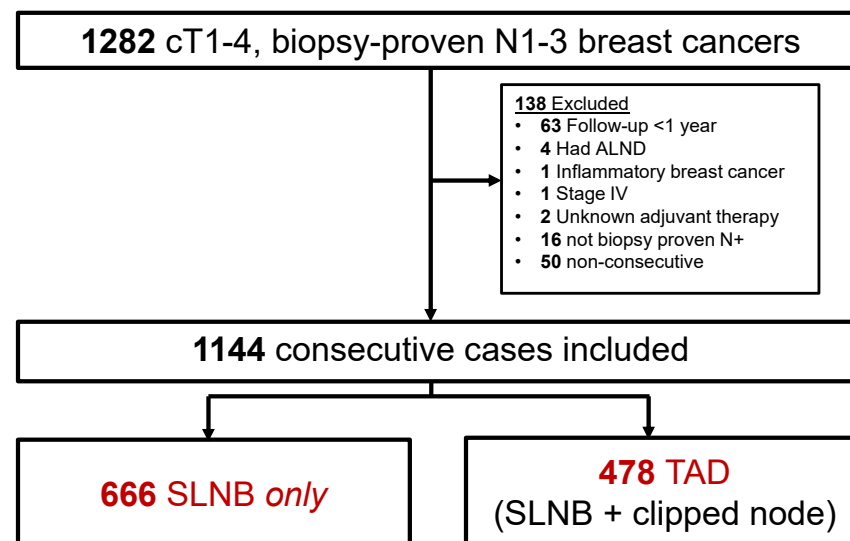 1282 cT1-4, biopsy-proven N1-3 breast cancers
138 Excluded
• 63 Follow-up <1 year
• 4 Had ALND
• 1 Inflammatory breast cancer
• 1 Stage IV
• 2 Unknown adjuvant therapy
• 16 not biopsy proven N+
• 50 non-consecutive
1144 consecutive cases included
666 SLNB only
478 TAD
(SLNB + clipped node)